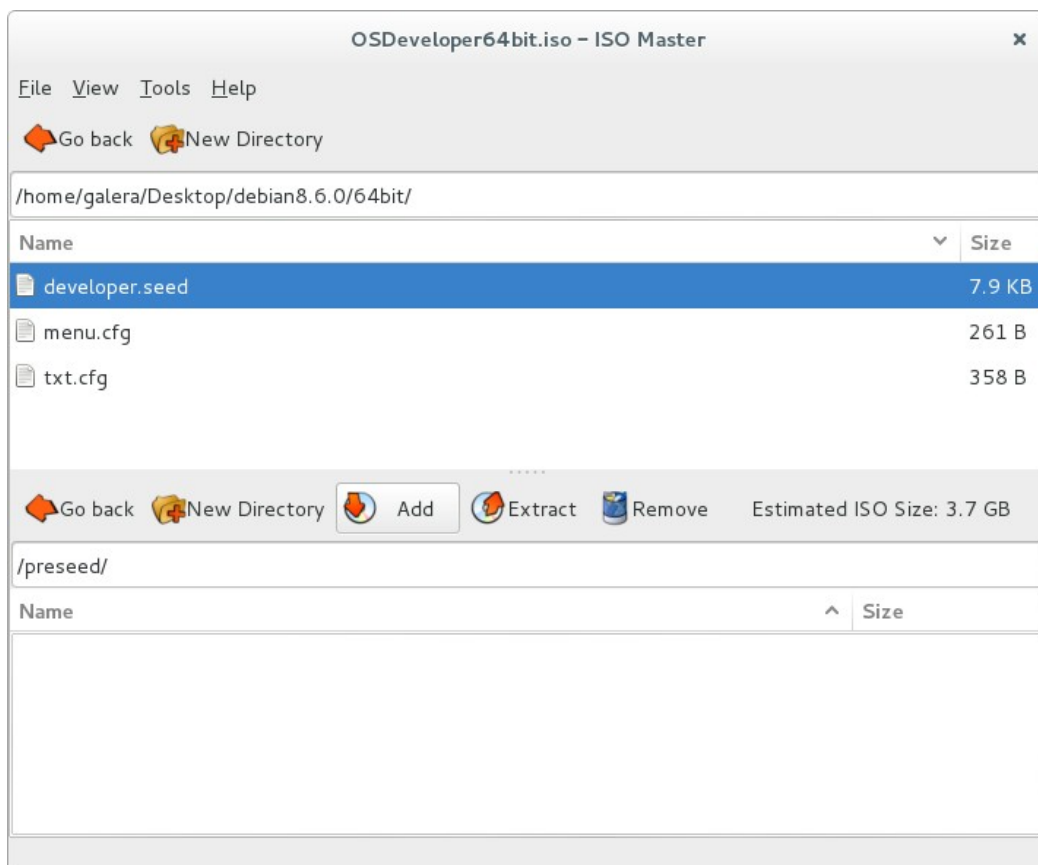 OSDeveloper64bit.iso – ISO Master
File View Tools Help
Go back New Directory
/home/galera/Desktop/debian8.6.0/64bit/
Name Size
developer.seed 7.9 KB
menu.cfg 261 B
txt.cfg 358 B
Go back New Directory Add Extract Remove Estimated ISO Size: 3.7 GB
/preseed/
Name Size